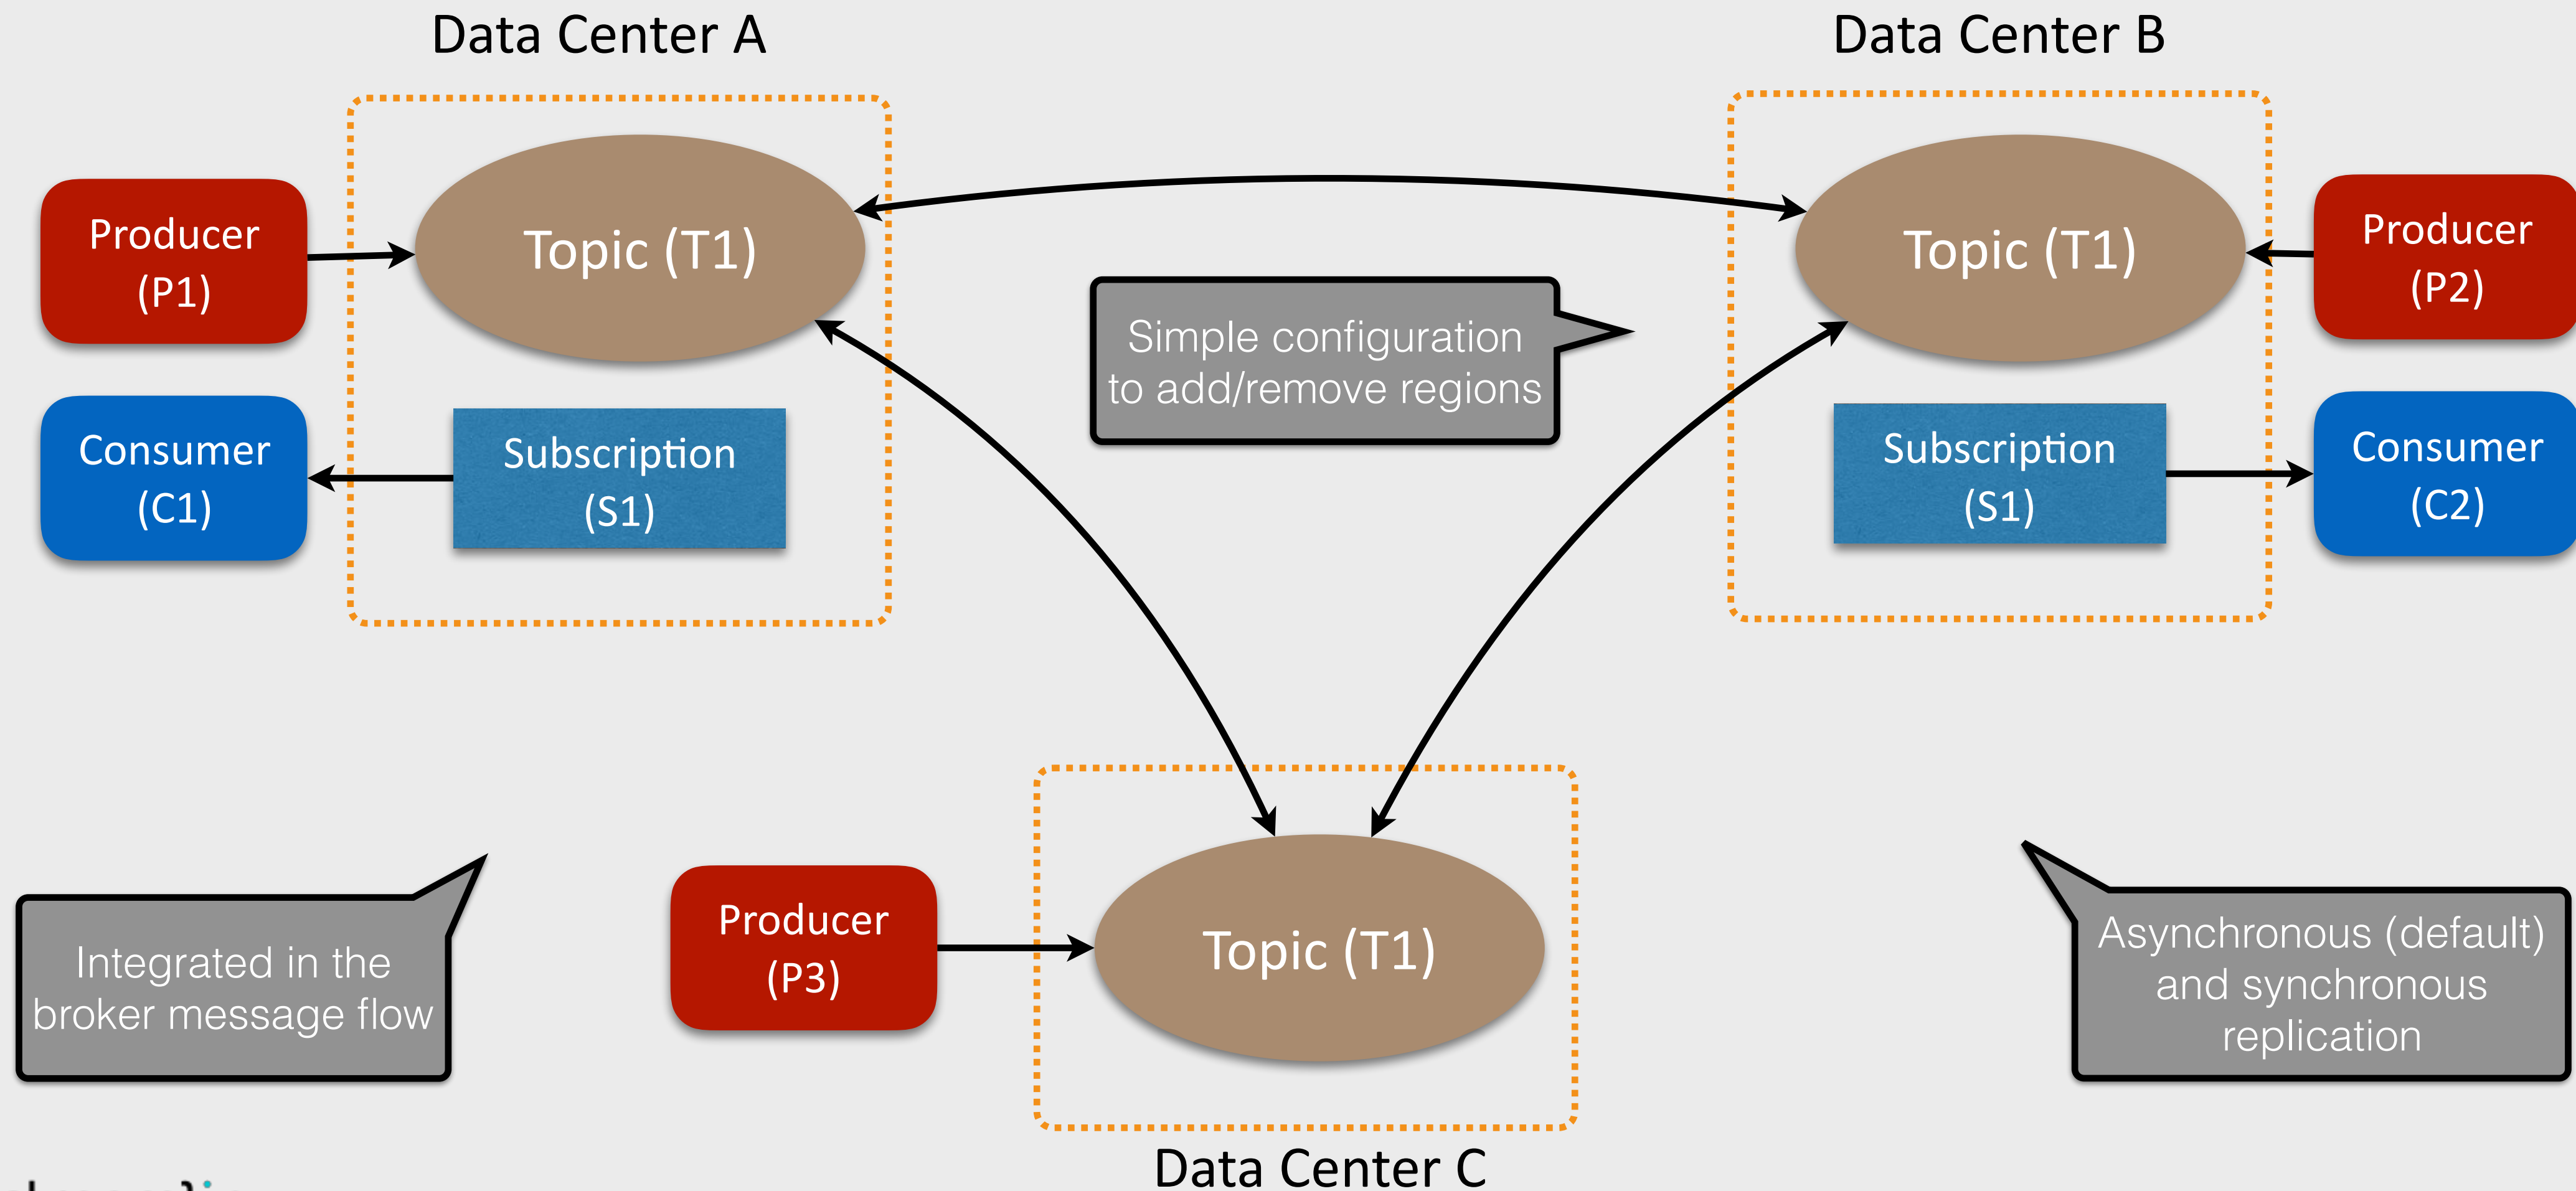 Data Center A
Data Center B
Producer
(P1)
Topic (T1)
Topic (T1)
Producer
(P2)
Simple configuration
to add/remove regions
Consumer
(C1)
Subscription
(S1)
Subscription
(S1)
Consumer
(C2)
Integrated in the
broker message flow
Producer
(P3)
Topic (T1)
Asynchronous (default)
and synchronous
replication
Data Center C